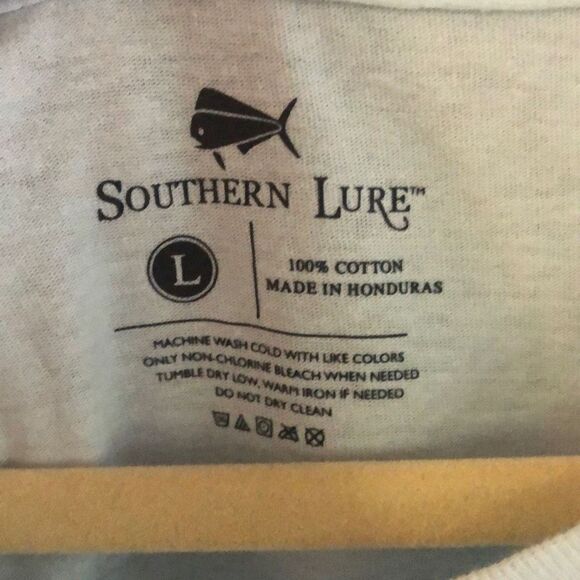 SOUTHERN LURE™
L
100% COTTON
MADE IN HONDURAS
MACHINE WASH COLD WITH LIKE COLORS
ONLY NON-CHLORINE BLEACH WHEN NEEDED
TUMBLE DRY LOW, WARM IRON IF NEEDED
DO NOT DRY CLEAN